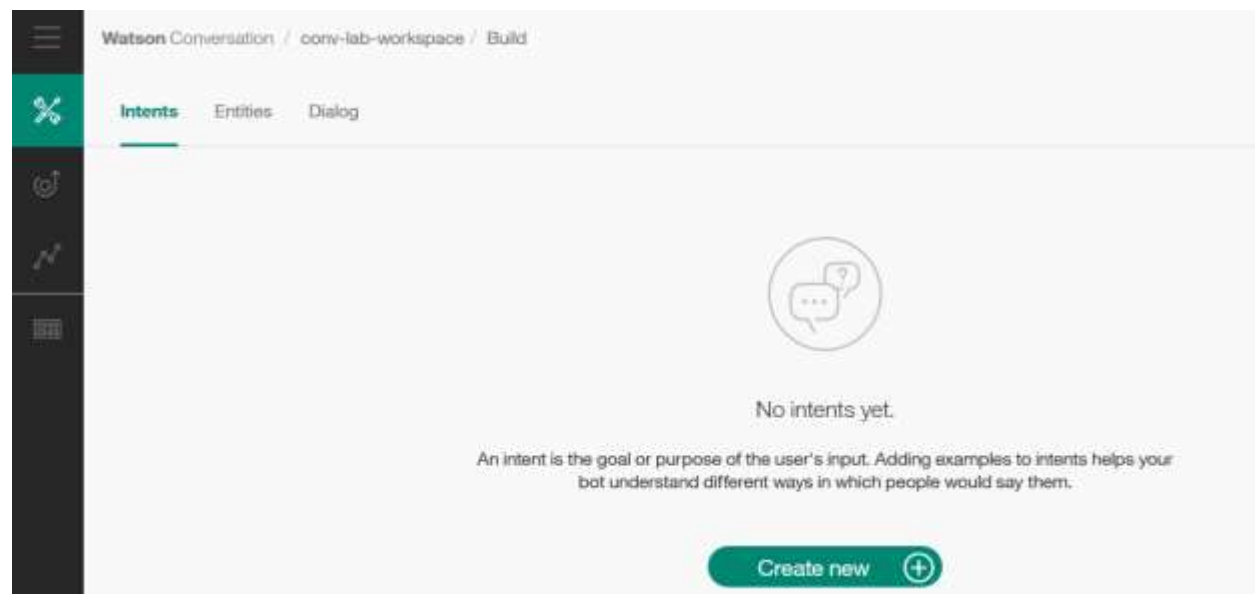 Watson Conversation / conv-lab-workspace / Build
Intents Entities Dialog
?
No intents yet.
An intent is the goal or purpose of the user's input. Adding examples to intents helps your
bot understand different ways in which people would say them.
Create new